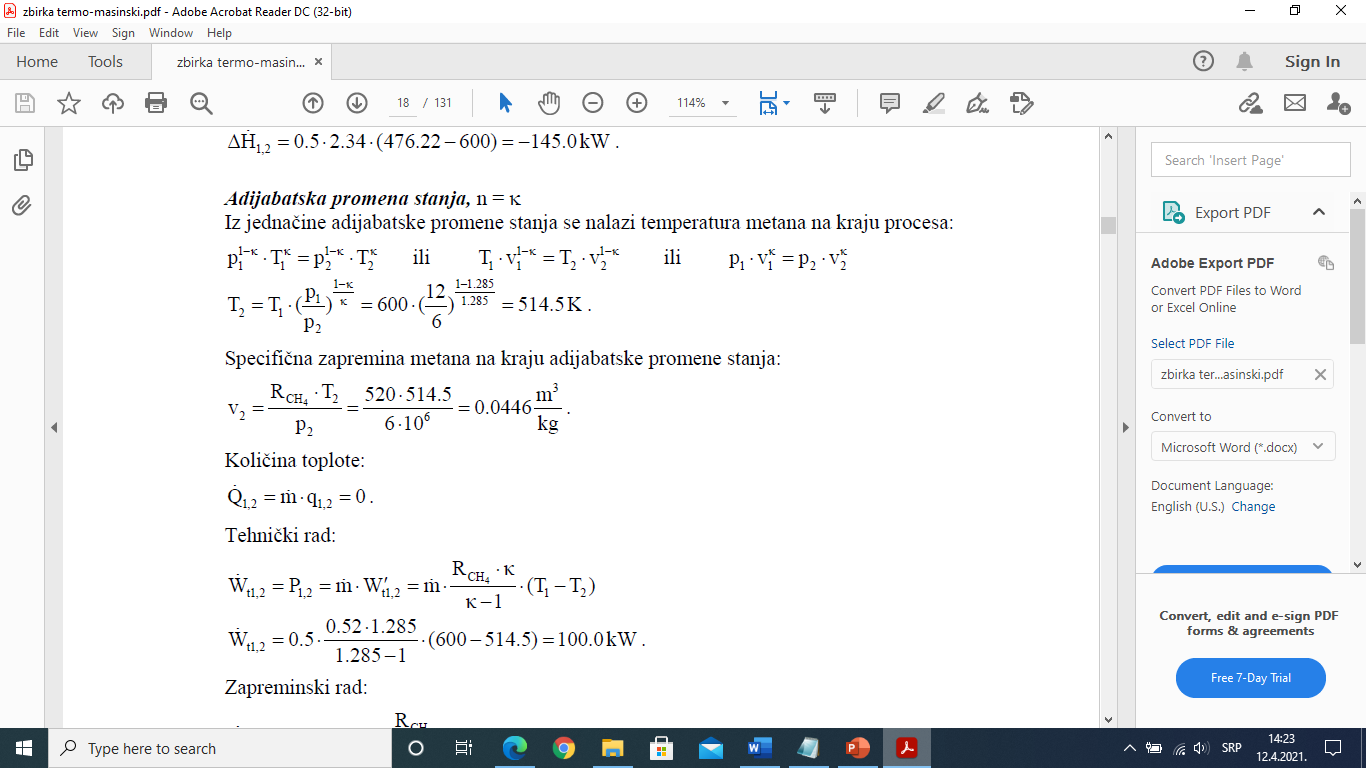 zbirka termo-masinski.pdf - Adobe Acrobat Reader DC (32-bit)
File Edit View Sign Window Help
Home Tools zbirka termo-masin... × Sign In
18 / 131 114%
ΔḢ₁,₂ = 0.5 · 2.34 · (476.22 − 600) = −145.0 kW .
Adijabatska promena stanja, n = κ
Iz jednačine adijabatske promene stanja se nalazi temperatura metana na kraju procesa:
p₁^(1−κ) · T₁^κ = p₂^(1−κ) · T₂^κ ili T₁ · v₁^(1−κ) = T₂ · v₂^(1−κ) ili p₁ · v₁^κ = p₂ · v₂^κ
T₂ = T₁ · (p₁/p₂)^((1−κ)/κ) = 600 · (12/6)^((1−1.285)/1.285) = 514.5 K .
Specifična zapremina metana na kraju adijabatske promene stanja:
v₂ = (R_CH₄ · T₂)/p₂ = (520 · 514.5)/(6 · 10⁶) = 0.0446 m³/kg .
Količina toplote:
Q̇₁,₂ = ṁ · q₁,₂ = 0 .
Tehnički rad:
Ẇ_t1,2 = P₁,₂ = ṁ · W′_t1,2 = ṁ · (R_CH₄ · κ)/(κ − 1) · (T₁ − T₂)
Ẇ_t1,2 = 0.5 · (0.52 · 1.285)/(1.285 − 1) · (600 − 514.5) = 100.0 kW .
Zapreminski rad:
R_CH
Search 'Insert Page'
Export PDF
Adobe Export PDF
Convert PDF Files to Word
or Excel Online
Select PDF File
zbirka ter...asinski.pdf
Convert to
Microsoft Word (*.docx)
Document Language:
English (U.S.) Change
Convert, edit and e-sign PDF
forms & agreements
Free 7-Day Trial
Type here to search
SRP
14:23
12.4.2021.